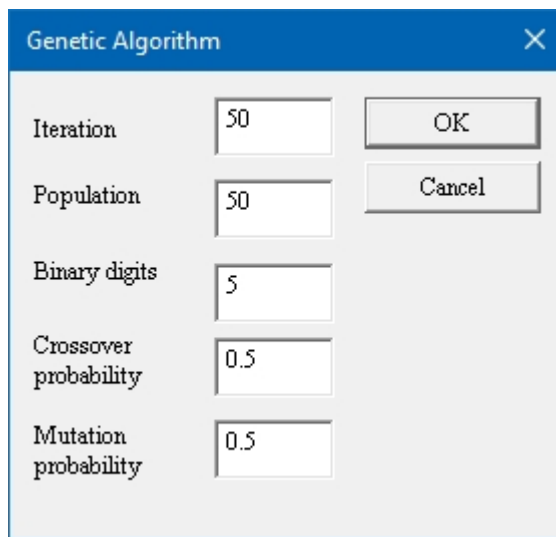 Genetic Algorithm
Iteration
50
OK
Population
50
Cancel
Binary digits
5
Crossover
probability
0.5
Mutation
probability
0.5